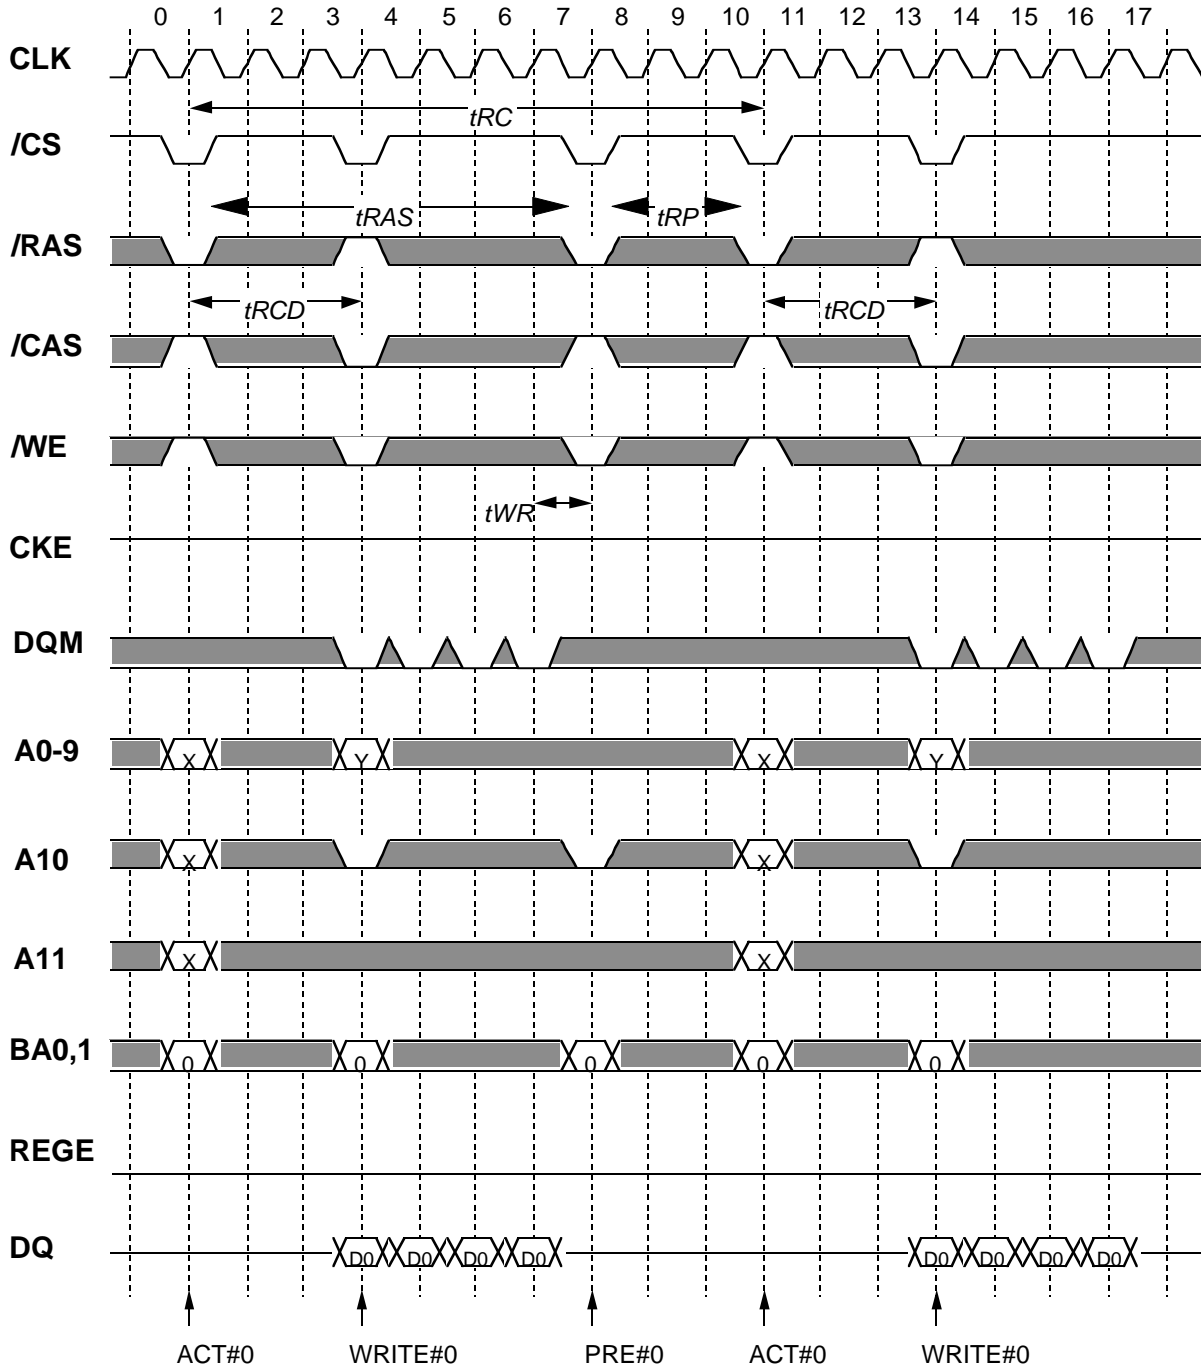 0 1 2 3 4 5 6 7 8 9 10 11 12 13 14 15 16 17
CLK
tRC
/CS
tRAS tRP
/RAS
tRCD tRCD
/CAS
/WE
tWR
CKE
DQM
A0-9 X Y X Y
A10 X X
A11 X X
BA0,1 0 0 0 0 0
REGE
DQ D0 D0 D0 D0 D0 D0 D0 D0
ACT#0 WRITE#0 PRE#0 ACT#0 WRITE#0